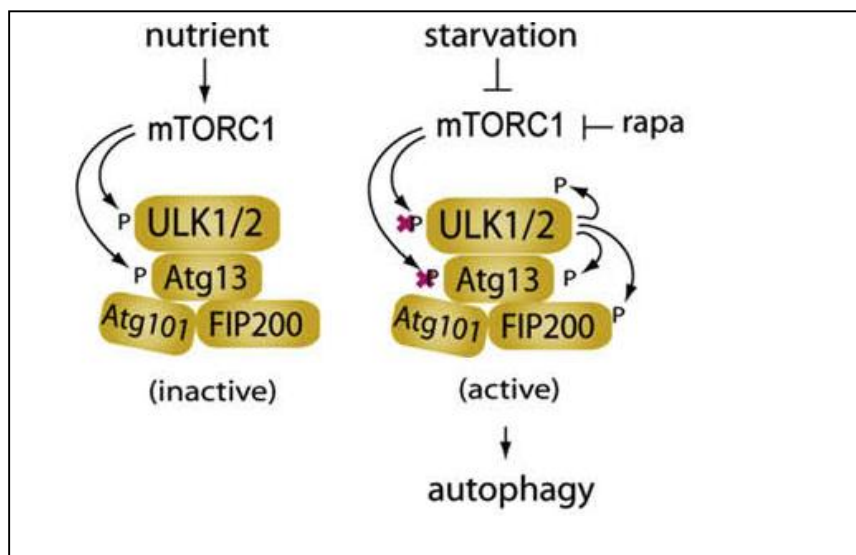 nutrient
mTORC1
P
ULK1/2
P
Atg13
Atg101
FIP200
(inactive)
starvation
mTORC1
rapa
P
P
ULK1/2
P
Atg13
P
Atg101
FIP200
P
(active)
autophagy